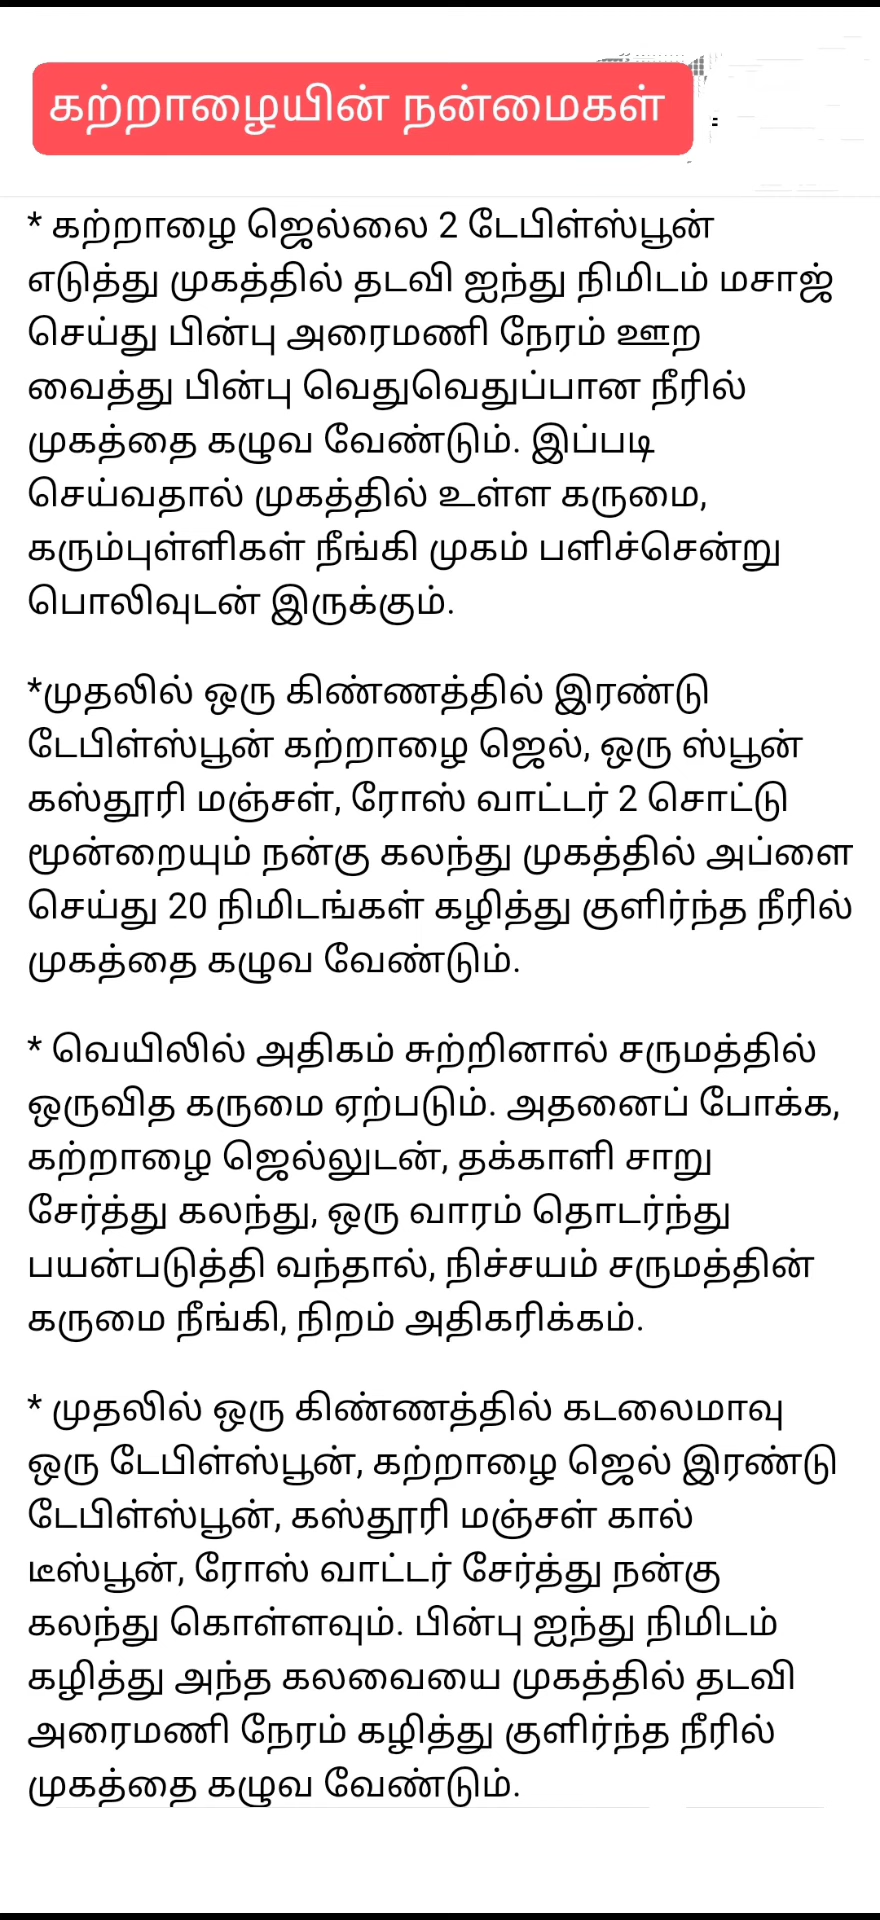 கற்றாழையின் நன்மைகள்
* கற்றாழை ஜெல்லை 2 டேபிள்ஸ்பூன்
எடுத்து முகத்தில் தடவி ஐந்து நிமிடம் மசாஜ்
செய்து பின்பு அரைமணி நேரம் ஊற
வைத்து பின்பு வெதுவெதுப்பான நீரில்
முகத்தை கழுவ வேண்டும். இப்படி
செய்வதால் முகத்தில் உள்ள கருமை,
கரும்புள்ளிகள் நீங்கி முகம் பளிச்சென்று
பொலிவுடன் இருக்கும்.
*முதலில் ஒரு கிண்ணத்தில் இரண்டு
டேபிள்ஸ்பூன் கற்றாழை ஜெல், ஒரு ஸ்பூன்
கஸ்தூரி மஞ்சள், ரோஸ் வாட்டர் 2 சொட்டு
மூன்றையும் நன்கு கலந்து முகத்தில் அப்ளை
செய்து 20 நிமிடங்கள் கழித்து குளிர்ந்த நீரில்
முகத்தை கழுவ வேண்டும்.
* வெயிலில் அதிகம் சுற்றினால் சருமத்தில்
ஒருவித கருமை ஏற்படும். அதனைப் போக்க,
கற்றாழை ஜெல்லுடன், தக்காளி சாறு
சேர்த்து கலந்து, ஒரு வாரம் தொடர்ந்து
பயன்படுத்தி வந்தால், நிச்சயம் சருமத்தின்
கருமை நீங்கி, நிறம் அதிகரிக்கம்.
* முதலில் ஒரு கிண்ணத்தில் கடலைமாவு
ஒரு டேபிள்ஸ்பூன், கற்றாழை ஜெல் இரண்டு
டேபிள்ஸ்பூன், கஸ்தூரி மஞ்சள் கால்
டீஸ்பூன், ரோஸ் வாட்டர் சேர்த்து நன்கு
கலந்து கொள்ளவும். பின்பு ஐந்து நிமிடம்
கழித்து அந்த கலவையை முகத்தில் தடவி
அரைமணி நேரம் கழித்து குளிர்ந்த நீரில்
முகத்தை கழுவ வேண்டும்.